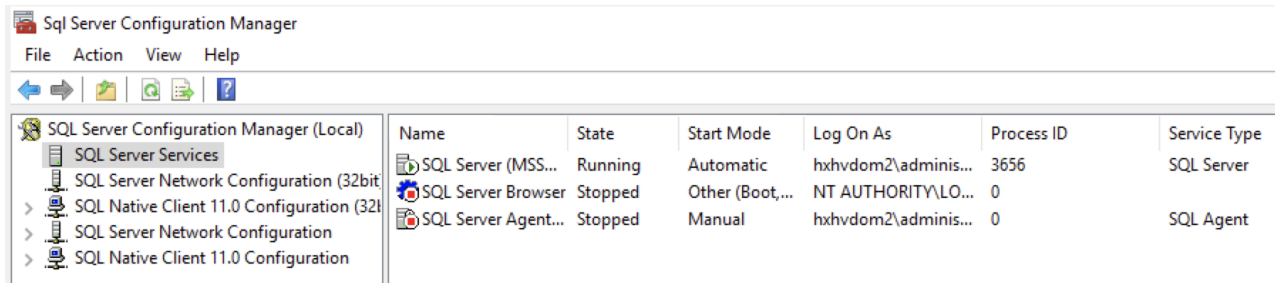 Sql Server Configuration Manager
File Action View Help
SQL Server Configuration Manager (Local)
SQL Server Services
SQL Server Network Configuration (32bit
SQL Native Client 11.0 Configuration (32b
SQL Server Network Configuration
SQL Native Client 11.0 Configuration
Name State Start Mode Log On As Process ID Service Type
SQL Server (MSS... Running Automatic hxhvdom2\adminis... 3656 SQL Server
SQL Server Browser Stopped Other (Boot,... NT AUTHORITY\LO... 0
SQL Server Agent... Stopped Manual hxhvdom2\adminis... 0 SQL Agent